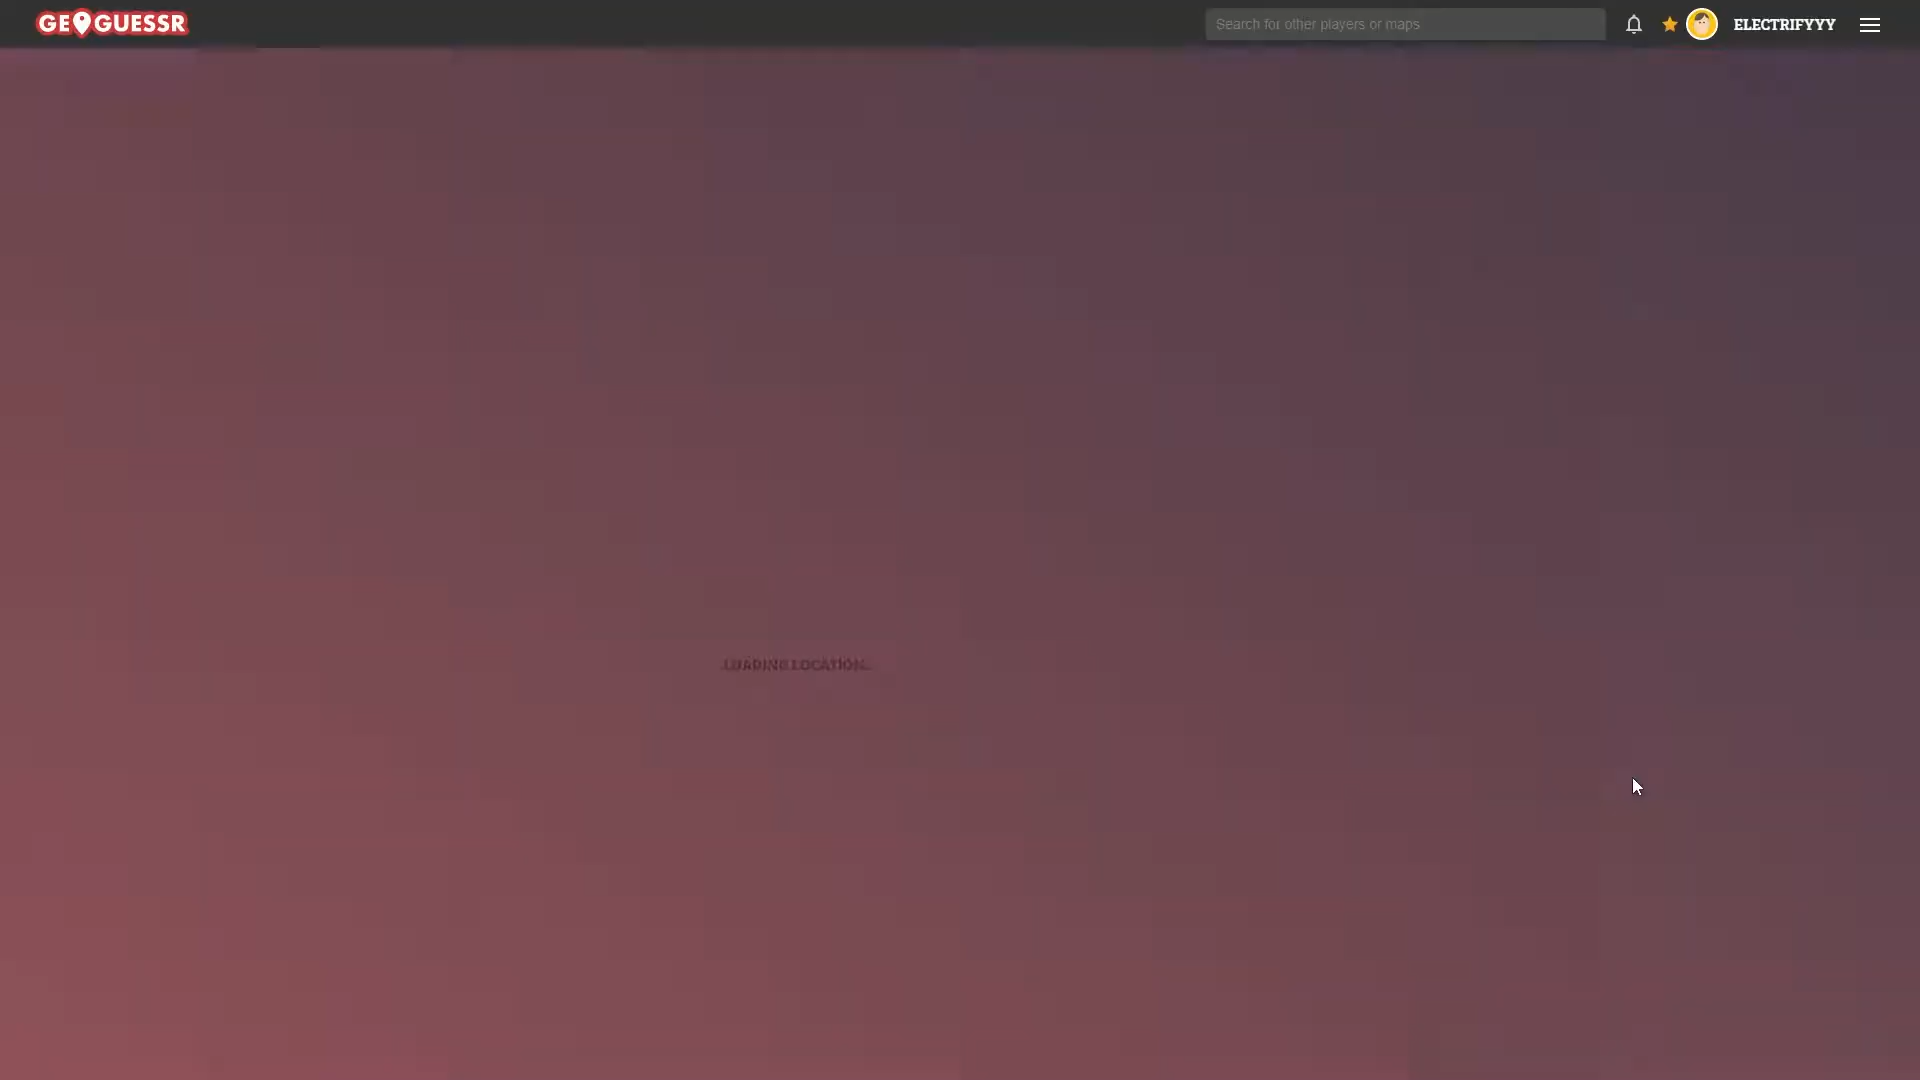 GEOGUESSR
Search for other players or maps
ELECTRIFYYY
LOADING LOCATION...